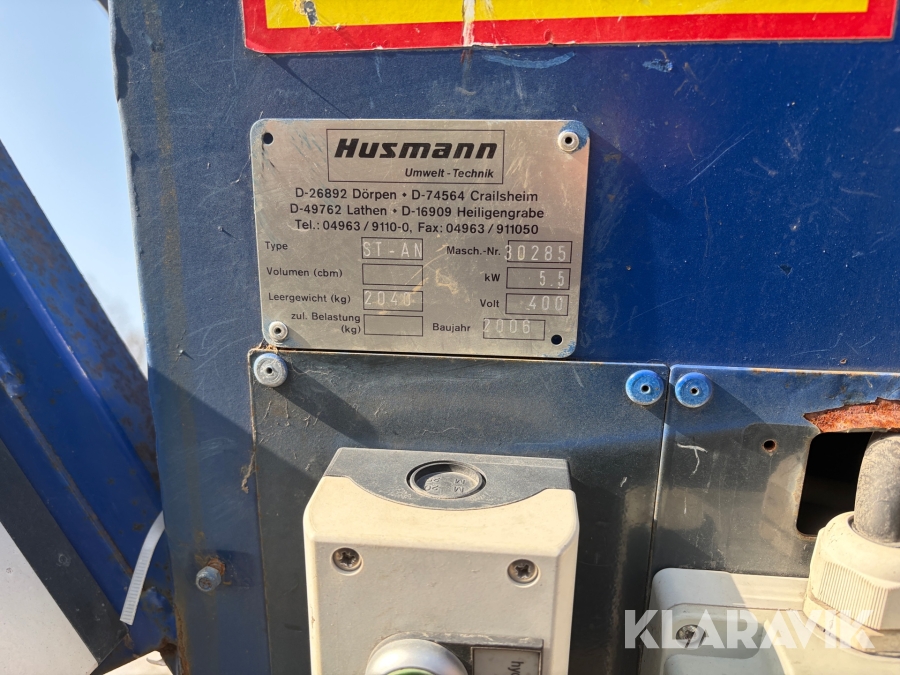 Husmann
Umwelt - Technik
D-26892 Dörpen • D-74564 Crailsheim
D-49762 Lathen • D-16909 Heiligengrabe
Tel.: 04963 / 9110-0, Fax: 04963 / 911050
Type ST-AN Masch.-Nr. 30285
Volumen (cbm) kW 5.5
Leergewicht (kg) 2040 Volt 400
zul. Belastung (kg) Baujahr 2006
KLARAVIK